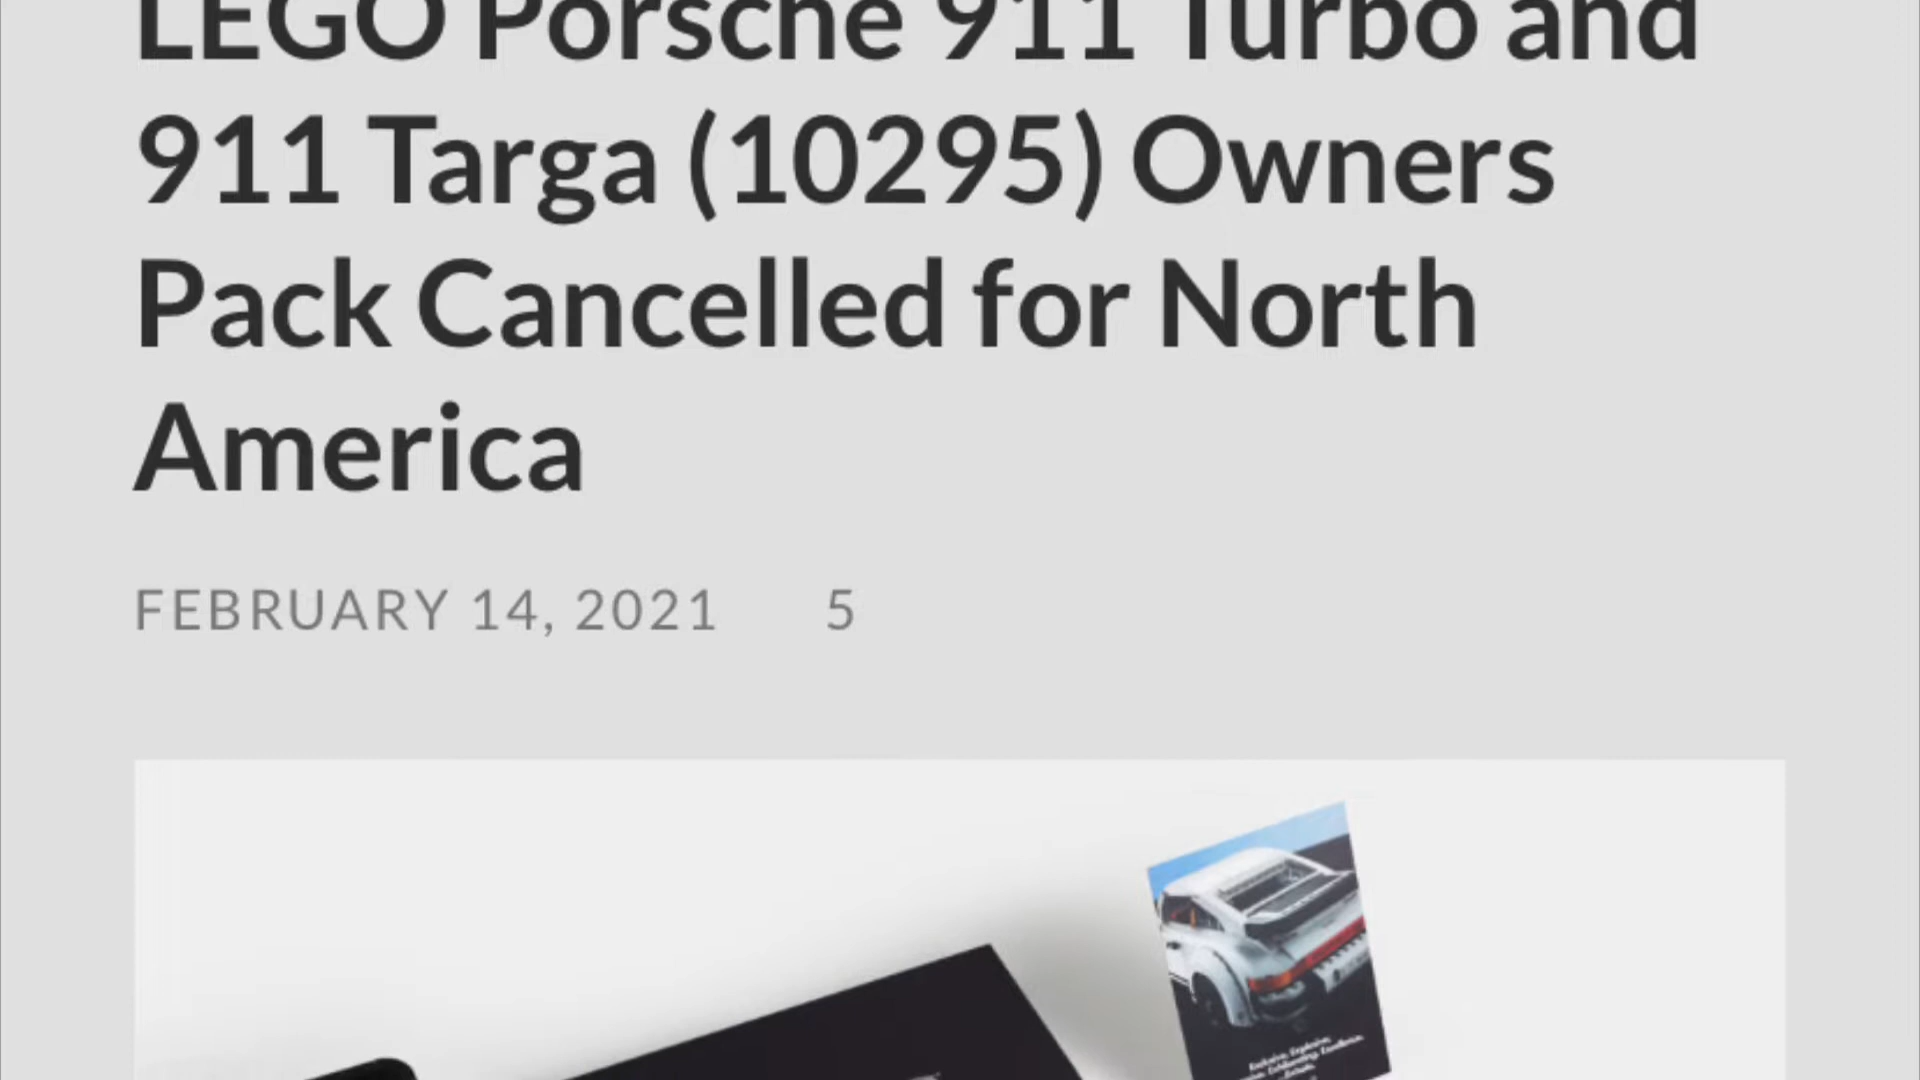 LEGO Porsche 911 Turbo and
911 Targa (10295) Owners
Pack Cancelled for North
America
FEBRUARY 14, 2021 5